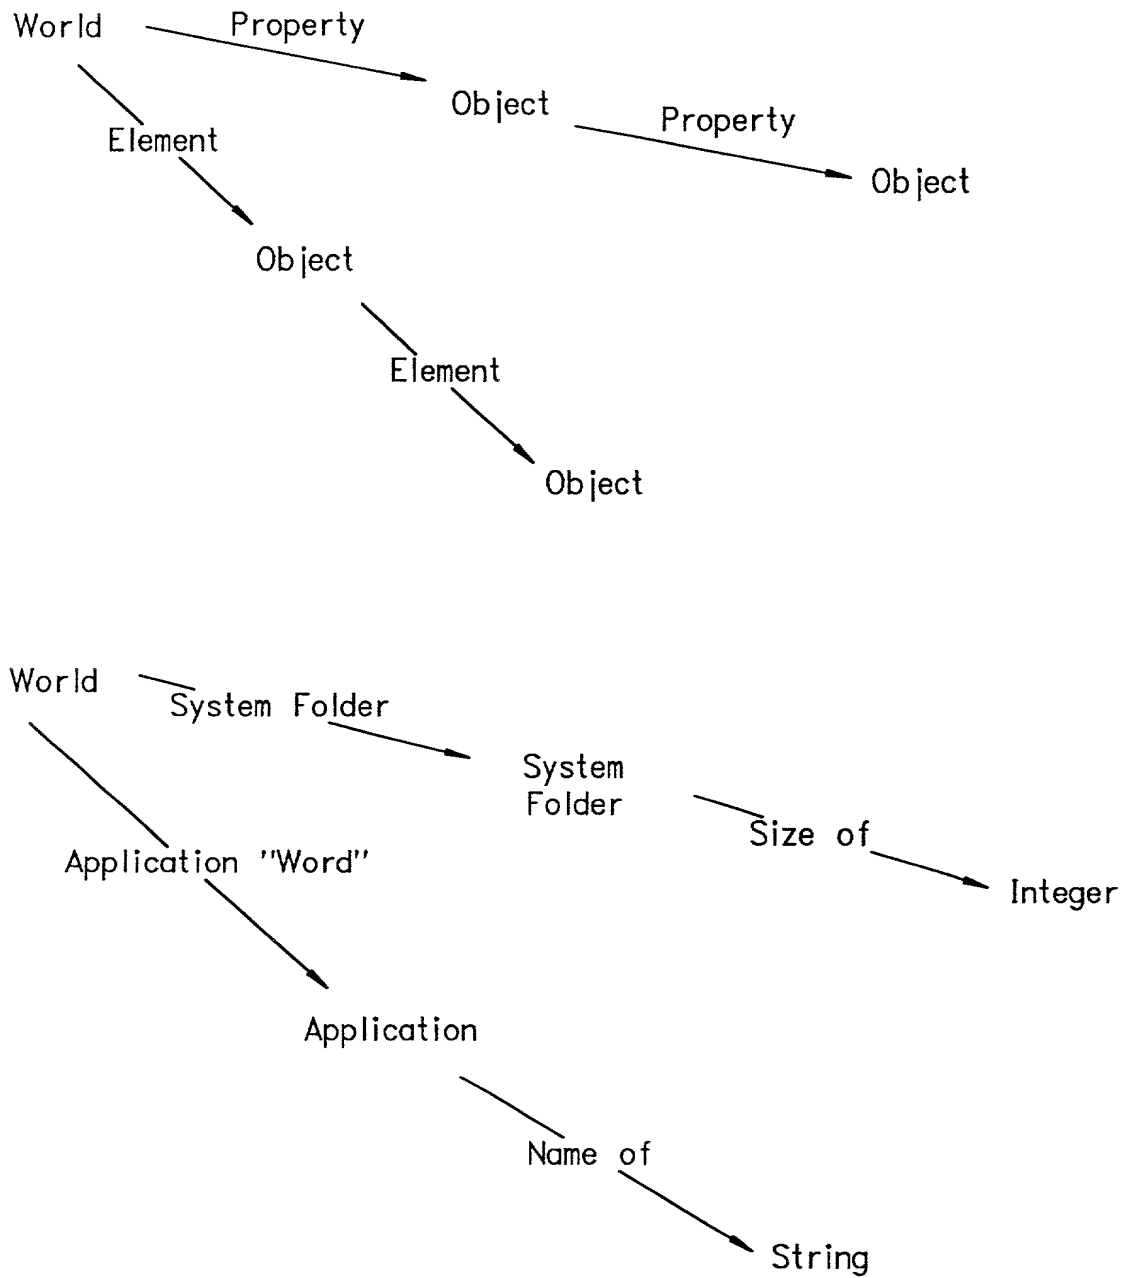 World
Property
Object
Property
Object
Element
Object
Element
Object
World
System Folder
System
Folder
Size of
Integer
Application "Word"
Application
Name of
String